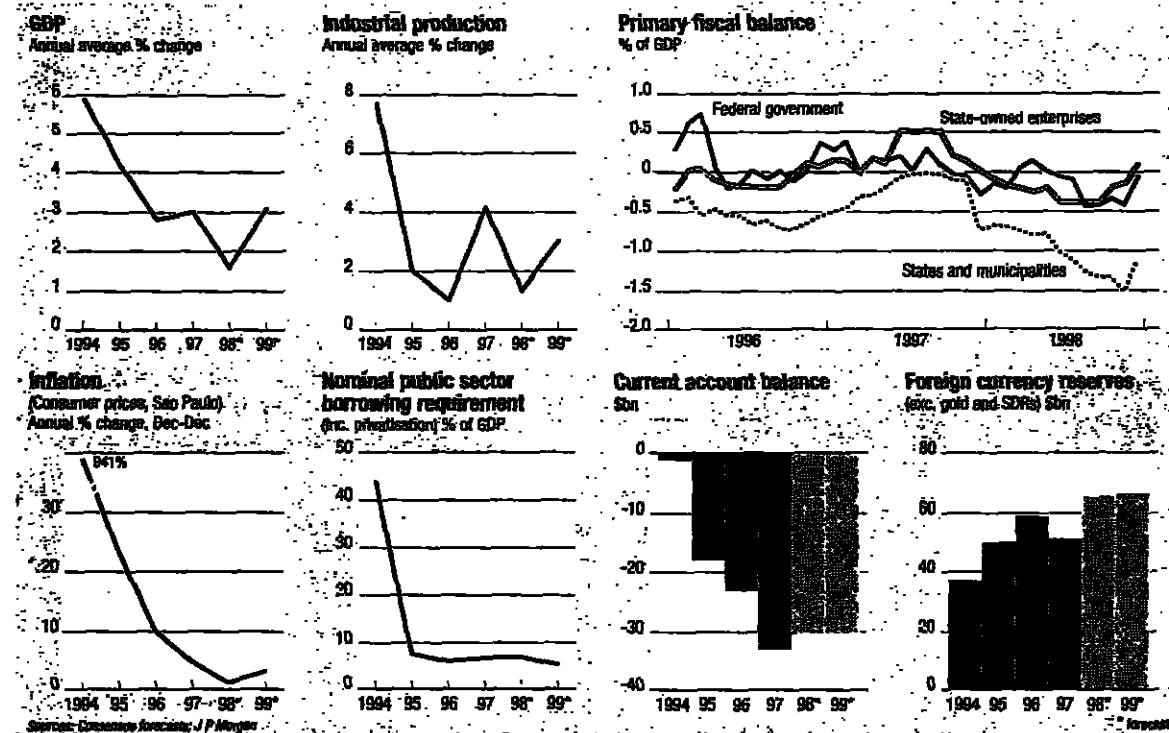 GDP
Annual average % change
6
5
4
3
2
1
0
1994 95 96 97 98* 99*
Industrial production
Annual average % change
8
6
4
2
0
1994 95 96 97 98* 99*
Primary fiscal balance
% of GDP
1.0
0.5
0
-0.5
-1.0
-1.5
-2.0
Federal government
State-owned enterprises
States and municipalities
1996 1997 1998
Inflation
(Consumer prices, Sao Paulo)
Annual % change, Dec-Dec
941%
30
20
10
0
1994 95 96 97 98* 99*
Nominal public sector
borrowing requirement
(inc. privatisation) % of GDP
50
40
30
20
10
0
1994 95 96 97 98* 99*
Current account balance
$bn
0
-10
-20
-30
-40
1994 95 96 97 98* 99*
Foreign currency reserves
(exc. gold and SDRs) $bn
80
60
40
20
0
1994 95 96 97 98* 99*
Sources: Consensus forecasts; J P Morgan
* forecast